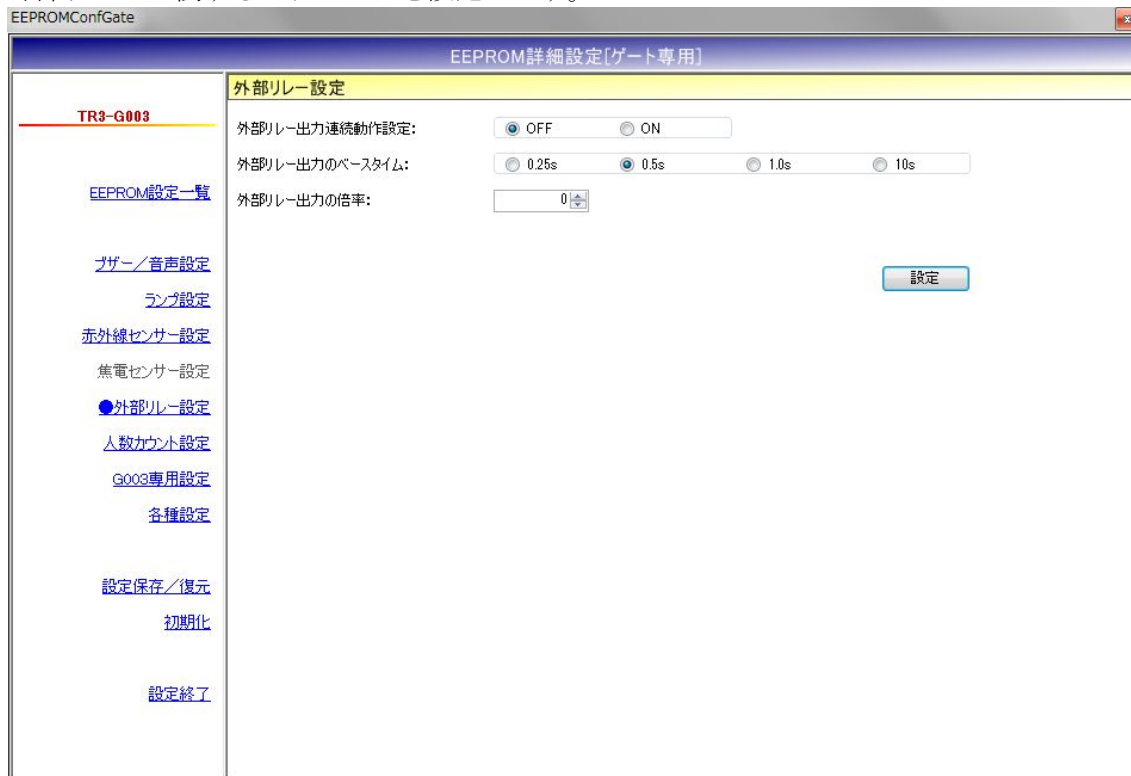 EEPROMConfGate
EEPROM詳細設定[ゲート専用]
TR3-G003
EEPROM設定一覧
ブザー／音声設定
ランプ設定
赤外線センサー設定
焦電センサー設定
●外部リレー設定
人数カウント設定
G003専用設定
各種設定
設定保存／復元
初期化
設定終了
外部リレー設定
外部リレー出力連続動作設定: OFF ON
外部リレー出力のベースタイム: 0.25s 0.5s 1.0s 10s
外部リレー出力の倍率: 0
設定